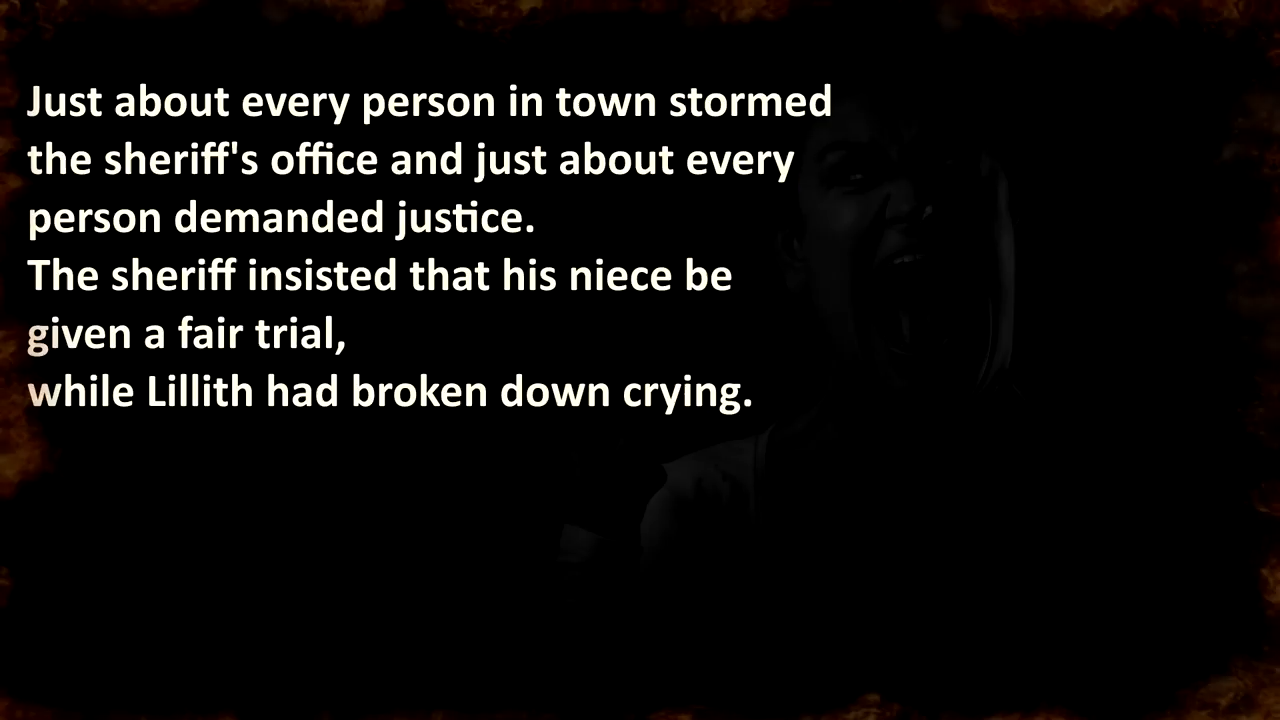 Just about every person in town stormed
the sheriff's office and just about every
person demanded justice.
The sheriff insisted that his niece be
given a fair trial,
while Lillith had broken down crying.